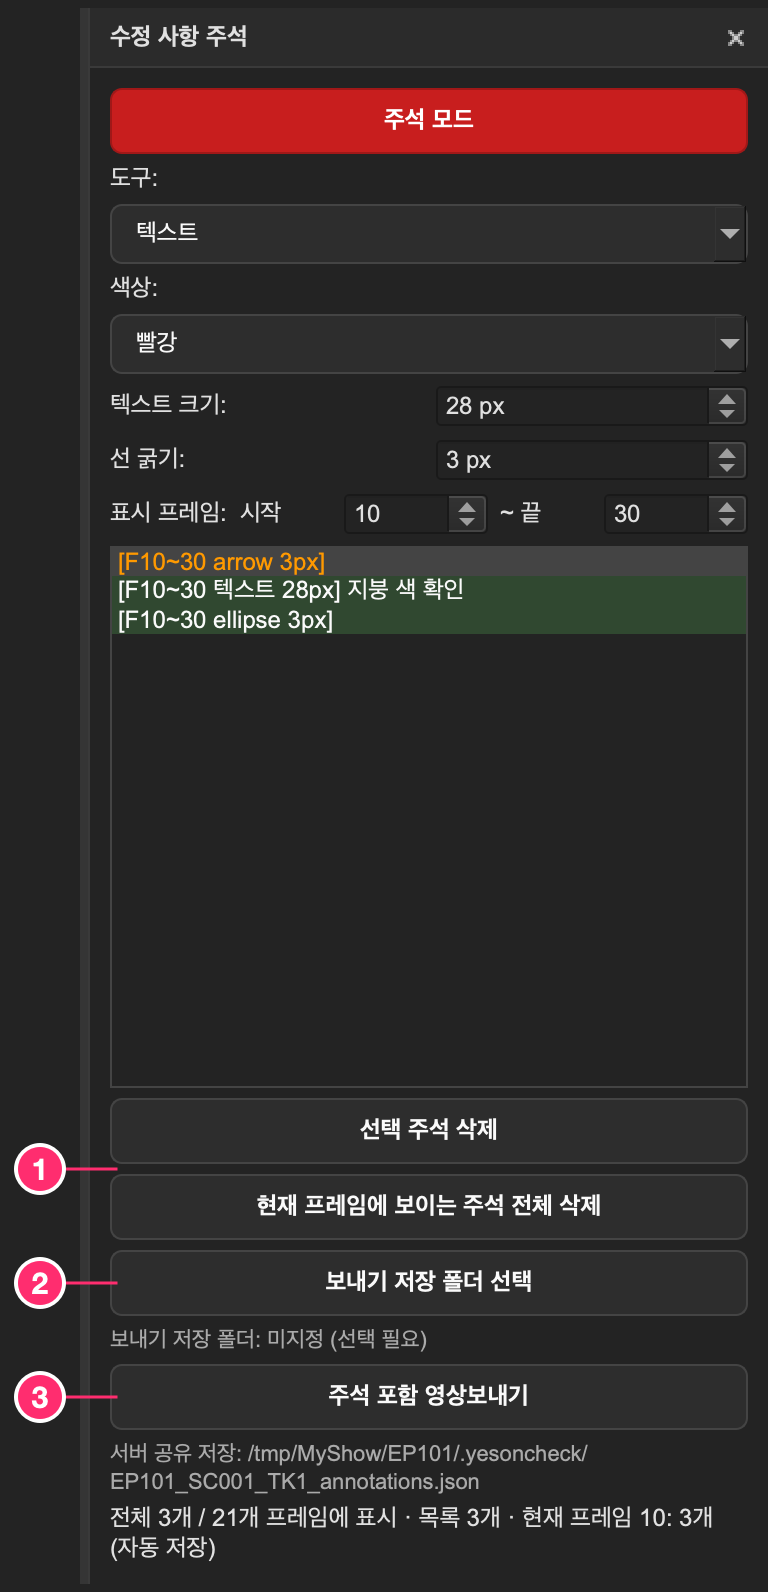 수정 사항 주석
주석 모드
도구:
텍스트
색상:
빨강
텍스트 크기: 28 px
선 굵기: 3 px
표시 프레임: 시작 10 ~ 끝 30
[F10~30 arrow 3px]
[F10~30 텍스트 28px] 지붕 색 확인
[F10~30 ellipse 3px]
선택 주석 삭제
1
현재 프레임에 보이는 주석 전체 삭제
2 보내기 저장 폴더 선택
보내기 저장 폴더: 미지정 (선택 필요)
3 주석 포함 영상보내기
서버 공유 저장: /tmp/MyShow/EP101/.yesoncheck/
EP101_SC001_TK1_annotations.json
전체 3개 / 21개 프레임에 표시 · 목록 3개 · 현재 프레임 10: 3개
(자동 저장)